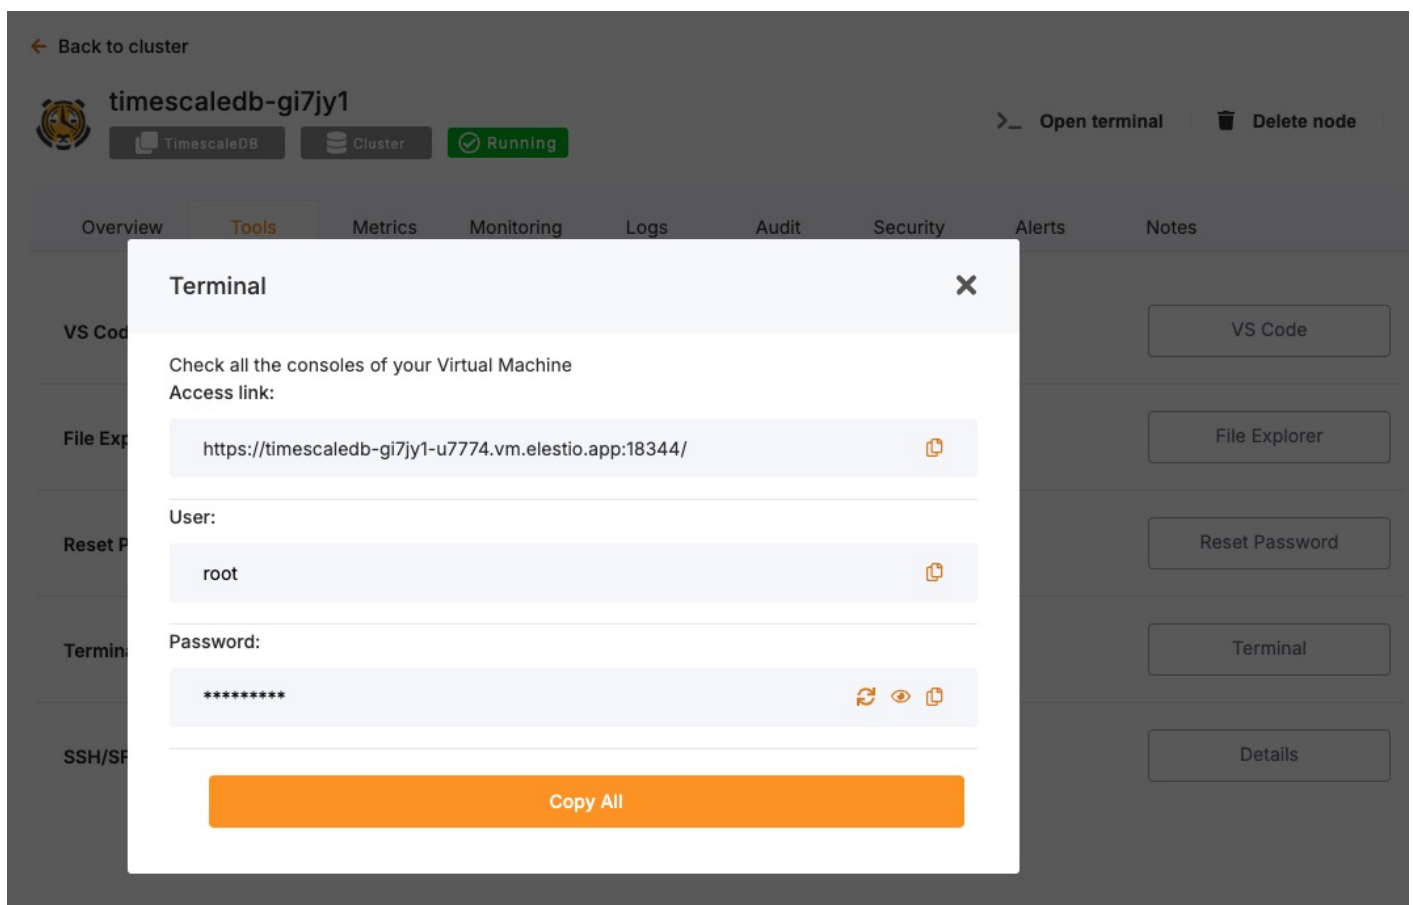 Back to cluster
timescaledb-gi7jy1
TimescaleDB Cluster Running
>_ Open terminal Delete node
Overview Tools Metrics Monitoring Logs Audit Security Alerts Notes
Terminal
VS Cod
VS Code
Check all the consoles of your Virtual Machine
Access link:
File Exp
https://timescaledb-gi7jy1-u7774.vm.elestio.app:18344/
File Explorer
User:
Reset P
root
Reset Password
Password:
Termin
*********
Terminal
SSH/SF
Details
Copy All